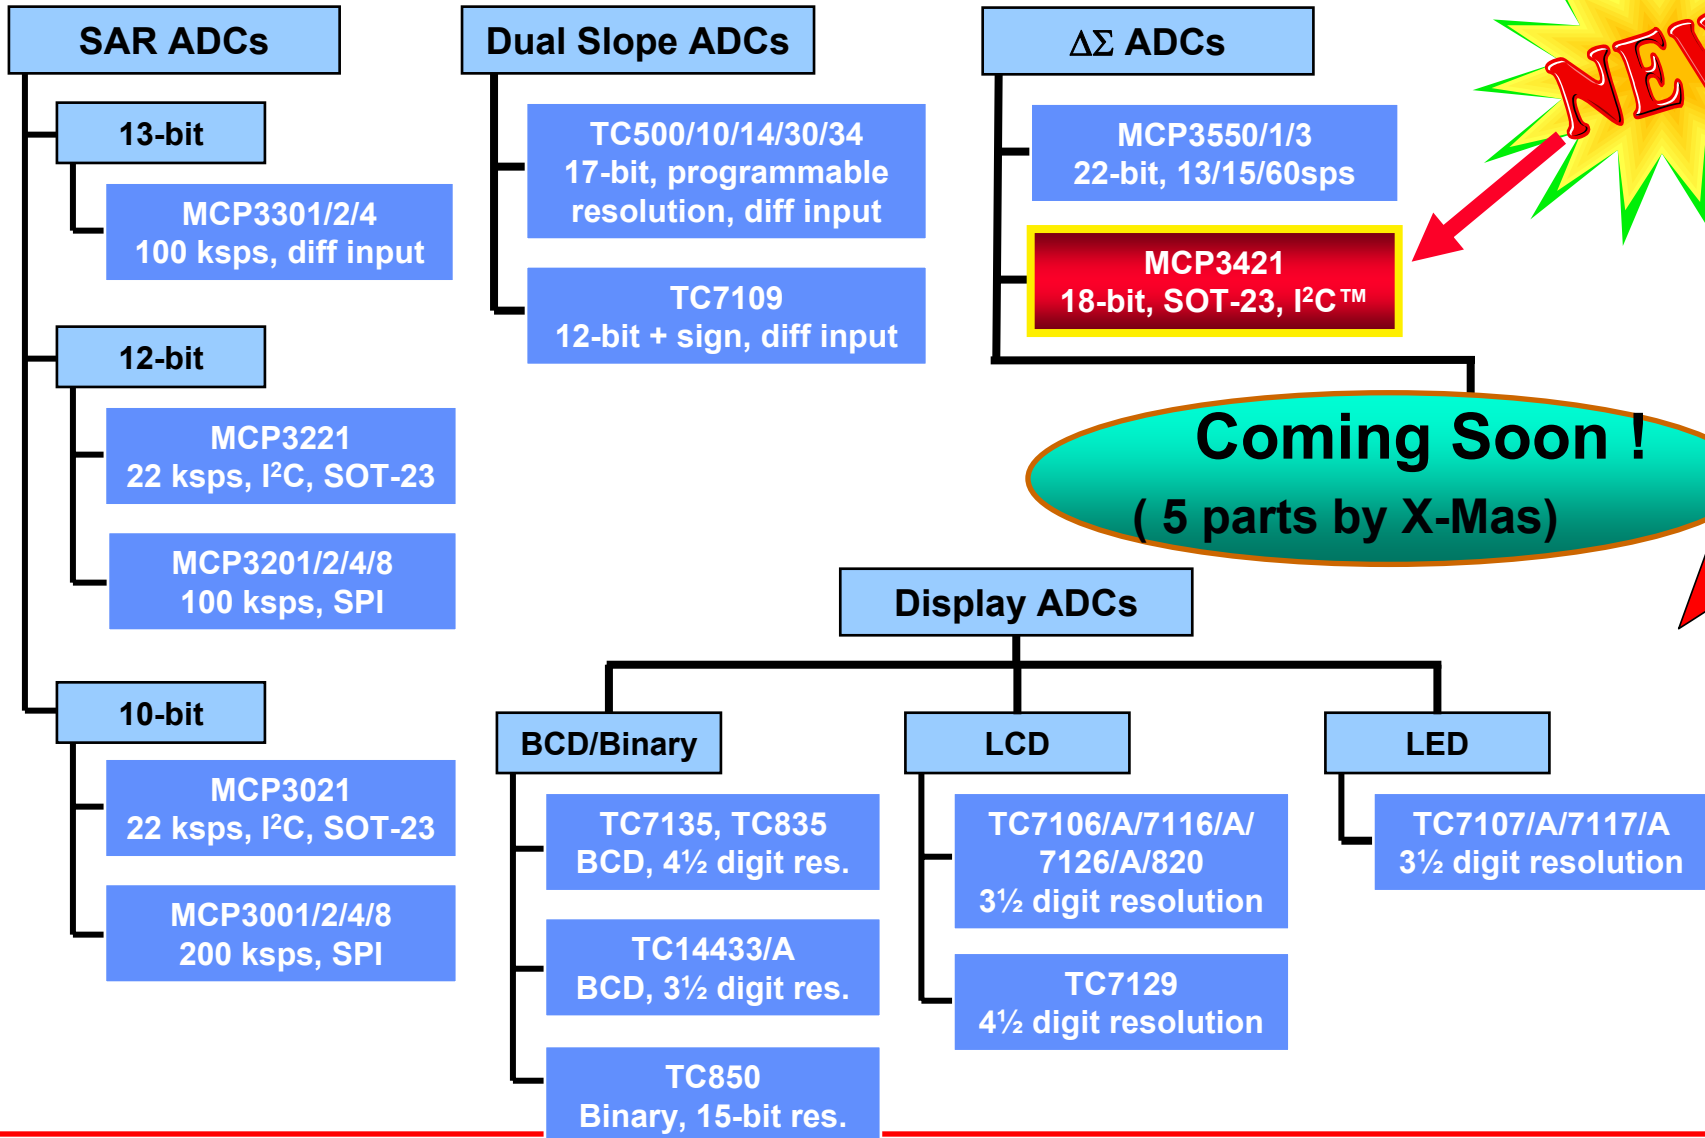 SAR ADCs
13-bit
MCP3301/2/4
100 ksps, diff input
12-bit
MCP3221
22 ksps, I²C, SOT-23
MCP3201/2/4/8
100 ksps, SPI
10-bit
MCP3021
22 ksps, I²C, SOT-23
MCP3001/2/4/8
200 ksps, SPI
Dual Slope ADCs
TC500/10/14/30/34
17-bit, programmable
resolution, diff input
TC7109
12-bit + sign, diff input
ΔΣ ADCs
MCP3550/1/3
22-bit, 13/15/60sps
MCP3421
18-bit, SOT-23, I²C™
NEW
Coming Soon !
( 5 parts by X-Mas)
Display ADCs
BCD/Binary
TC7135, TC835
BCD, 4½ digit res.
TC14433/A
BCD, 3½ digit res.
TC850
Binary, 15-bit res.
LCD
TC7106/A/7116/A/
7126/A/820
3½ digit resolution
TC7129
4½ digit resolution
LED
TC7107/A/7117/A
3½ digit resolution